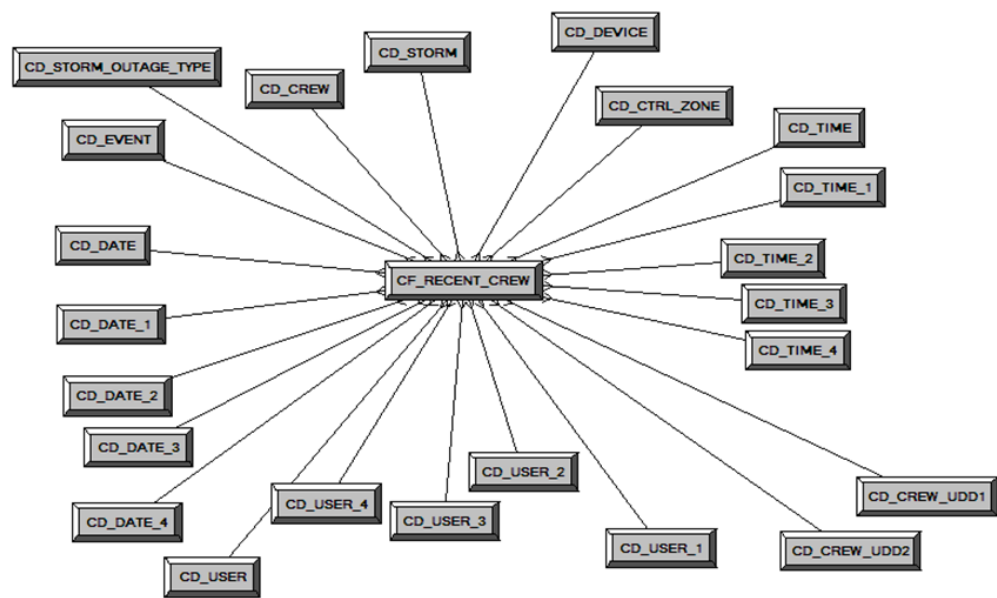 CD_DEVICE
CD_STORM
CD_STORM_OUTAGE_TYPE
CD_CREW
CD_CTRL_ZONE
CD_TIME
CD_EVENT
CD_TIME_1
CD_DATE
CD_TIME_2
CF_RECENT_CREW
CD_TIME_3
CD_DATE_1
CD_TIME_4
CD_DATE_2
CD_DATE_3
CD_USER_2
CD_CREW_UDD1
CD_USER_4
CD_DATE_4
CD_USER_3
CD_USER_1
CD_CREW_UDD2
CD_USER